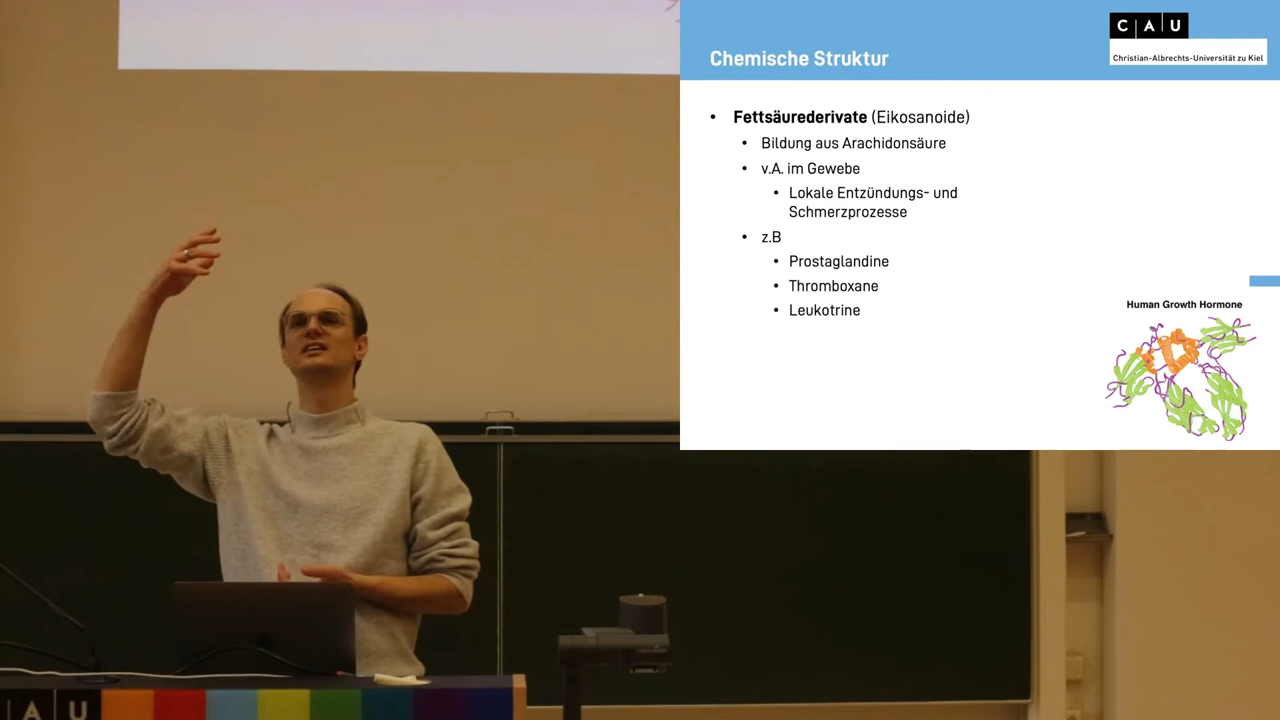 Chemische Struktur
C A U
Christian-Albrechts-Universität zu Kiel
• Fettsäurederivate (Eikosanoide)
• Bildung aus Arachidonsäure
• v.A. im Gewebe
• Lokale Entzündungs- und
Schmerzprozesse
• z.B
• Prostaglandine
• Thromboxane
• Leukotrine
Human Growth Hormone
C A U